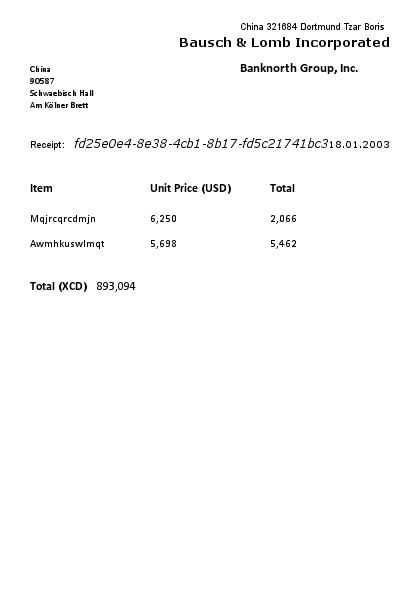 China 321684 Dortmund Tzar Boris
Bausch & Lomb Incorporated
Banknorth Group, Inc.
China
90587
Schwaebisch Hall
Am Kölner Brett
Receipt: fd25e0e4-8e38-4cb1-8b17-fd5c21741bc3 18.01.2003
Item Unit Price (USD) Total
Mqjrcqrcdmjn 6,250 2,066
Awmhkuswlmqt 5,698 5,462
Total (XCD) 893,094